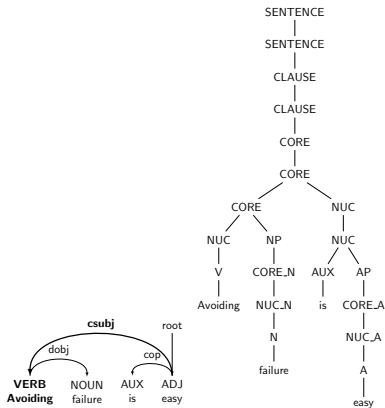 SENTENCE
SENTENCE
CLAUSE
CLAUSE
CORE
CORE
CORE NUC
NUC NP NUC
V CORE_N AUX AP
Avoiding NUC_N is CORE_A
N NUC_A
failure A
easy
csubj root
dobj cop
VERB NOUN AUX ADJ
Avoiding failure is easy